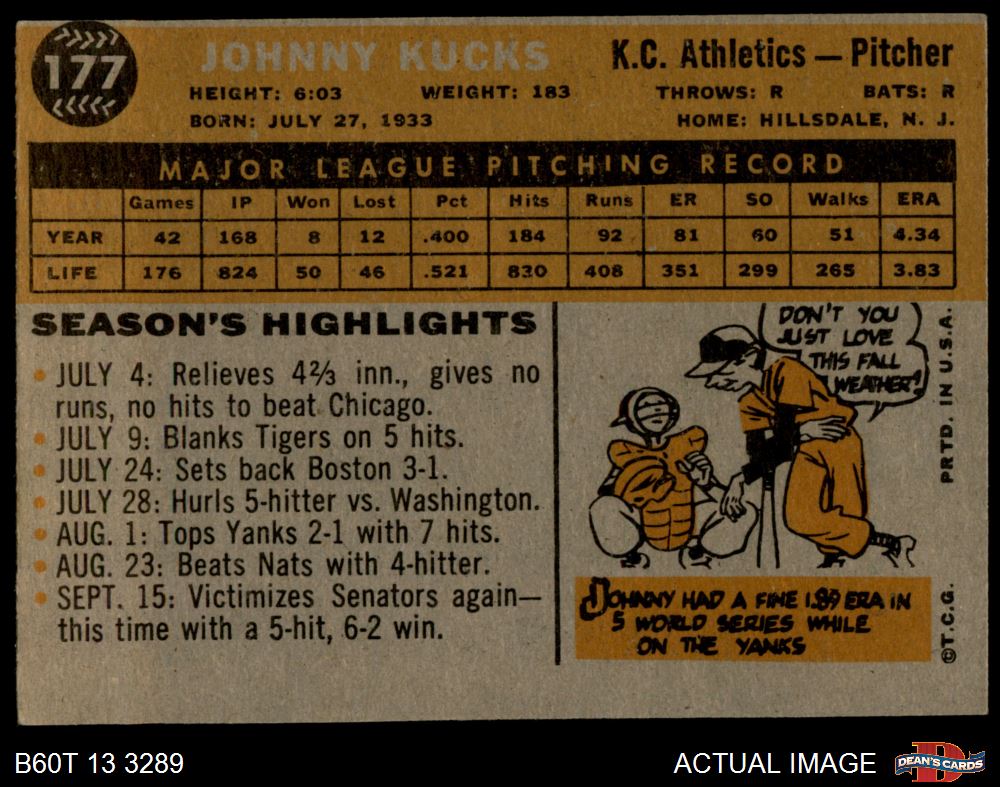 177
JOHNNY KUCKS
K.C. Athletics — Pitcher
HEIGHT: 6:03 WEIGHT: 183 THROWS: R BATS: R
BORN: JULY 27, 1933 HOME: HILLSDALE, N. J.
MAJOR LEAGUE PITCHING RECORD
Games IP Won Lost Pct Hits Runs ER SO Walks ERA
YEAR 42 168 8 12 .400 184 92 81 60 51 4.34
LIFE 176 824 50 46 .521 820 408 351 299 265 3.83
SEASON'S HIGHLIGHTS
• JULY 4: Relieves 4⅔ inn., gives no
runs, no hits to beat Chicago.
• JULY 9: Blanks Tigers on 5 hits.
• JULY 24: Sets back Boston 3-1.
• JULY 28: Hurls 5-hitter vs. Washington.
• AUG. 1: Tops Yanks 2-1 with 7 hits.
• AUG. 23: Beats Nats with 4-hitter.
• SEPT. 15: Victimizes Senators again—
this time with a 5-hit, 6-2 win.
DON'T YOU
JUST LOVE
THIS FALL
WEATHER?
JOHNNY HAD A FINE 1.89 ERA IN
5 WORLD SERIES WHILE
ON THE YANKS
PRTD. IN U.S.A.
©T.C.G.
B60T 13 3289
ACTUAL IMAGE
DEAN'S CARDS